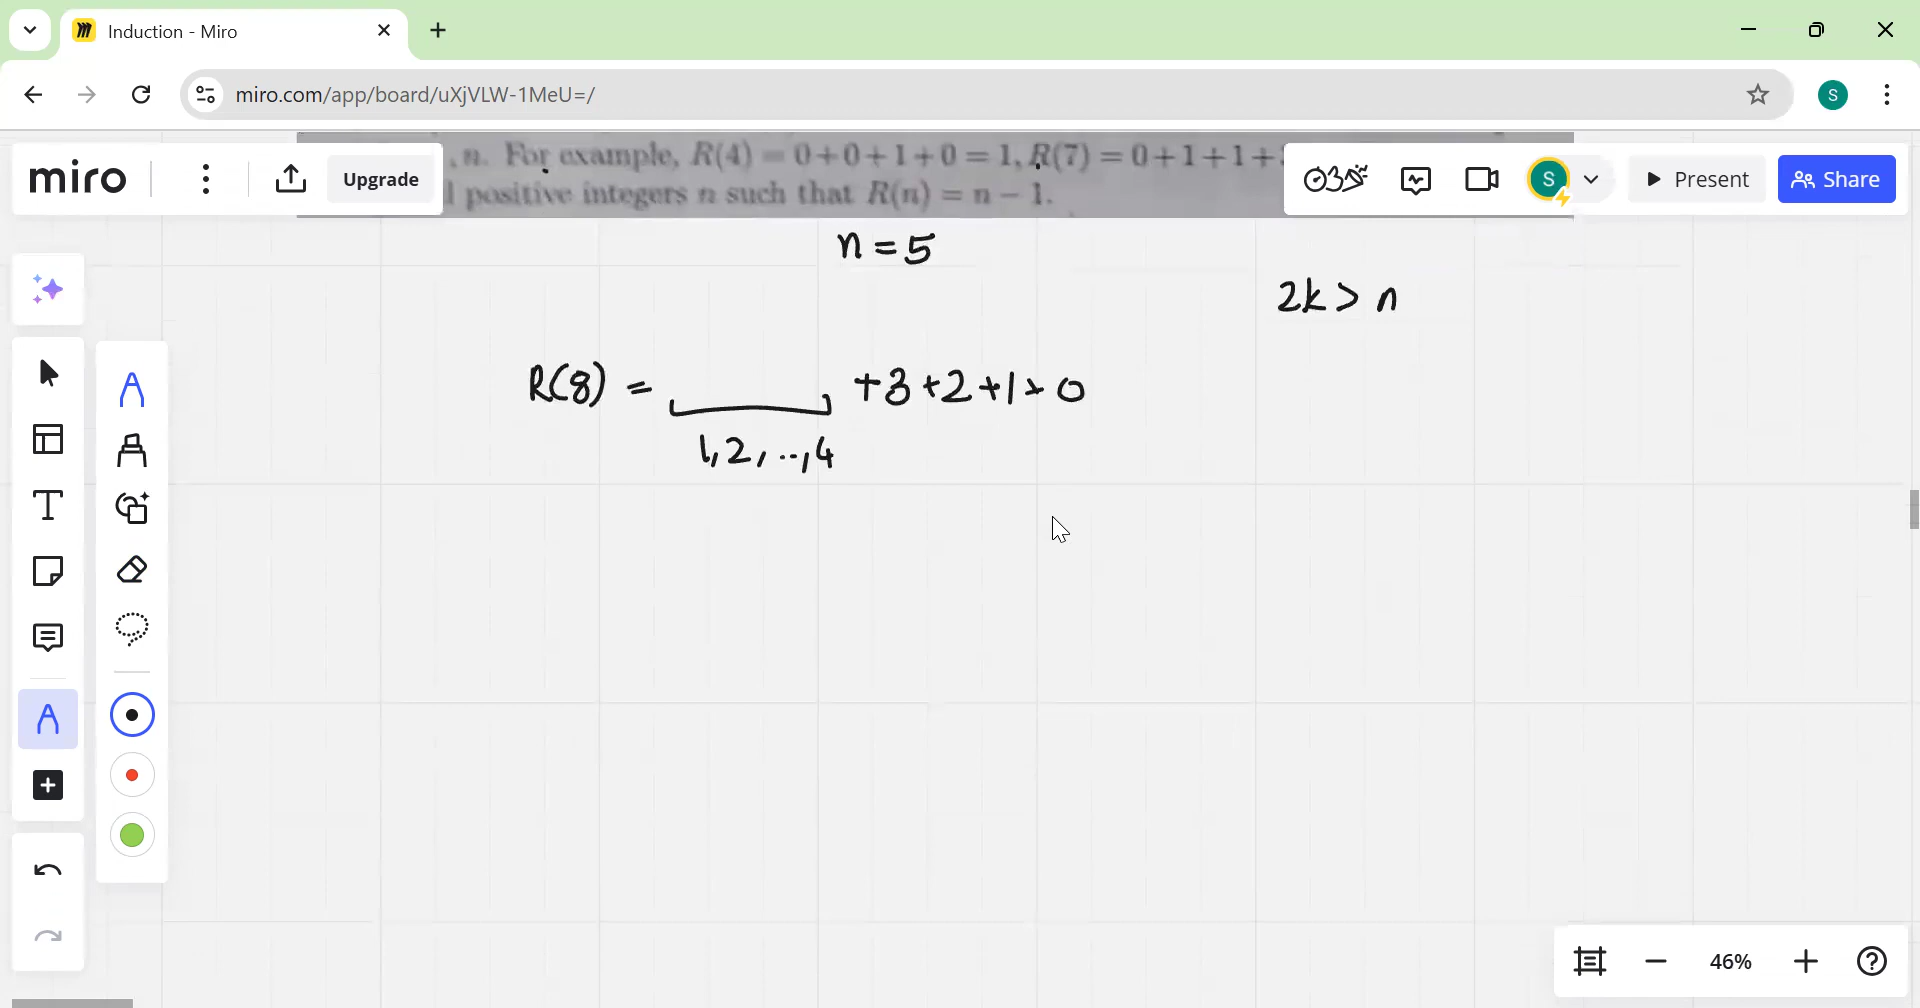 Induction - Miro
miro.com/app/board/uXjVLW-1MeU=/
S
miro
Upgrade
, n. For example, R(4) = 0+0+1+0 = 1, R(7) = 0+1+1+
positive integers n such that R(n) = n − 1.
S
Present
Share
n = 5
2k > n
R(8) = +3+2+1+0
1, 2, .., 4
46%